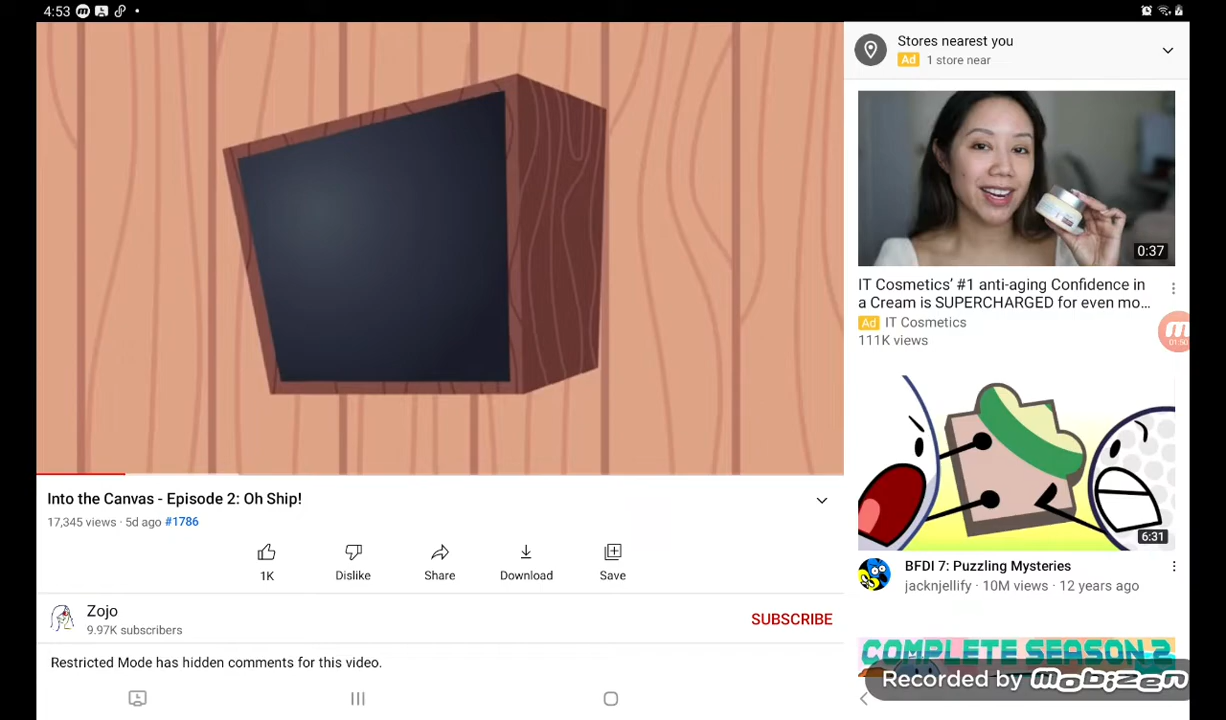 4:53
Stores nearest you
Ad 1 store near
0:37
IT Cosmetics' #1 anti-aging Confidence in
a Cream is SUPERCHARGED for even mo...
Ad IT Cosmetics
111K views
01:50
6:31
BFDI 7: Puzzling Mysteries
jacknjellify · 10M views · 12 years ago
COMPLETE SEASON 2
Into the Canvas - Episode 2: Oh Ship!
17,345 views · 5d ago #1786
1K Dislike Share Download Save
Zojo
9.97K subscribers
SUBSCRIBE
Restricted Mode has hidden comments for this video.
Recorded by mobizen